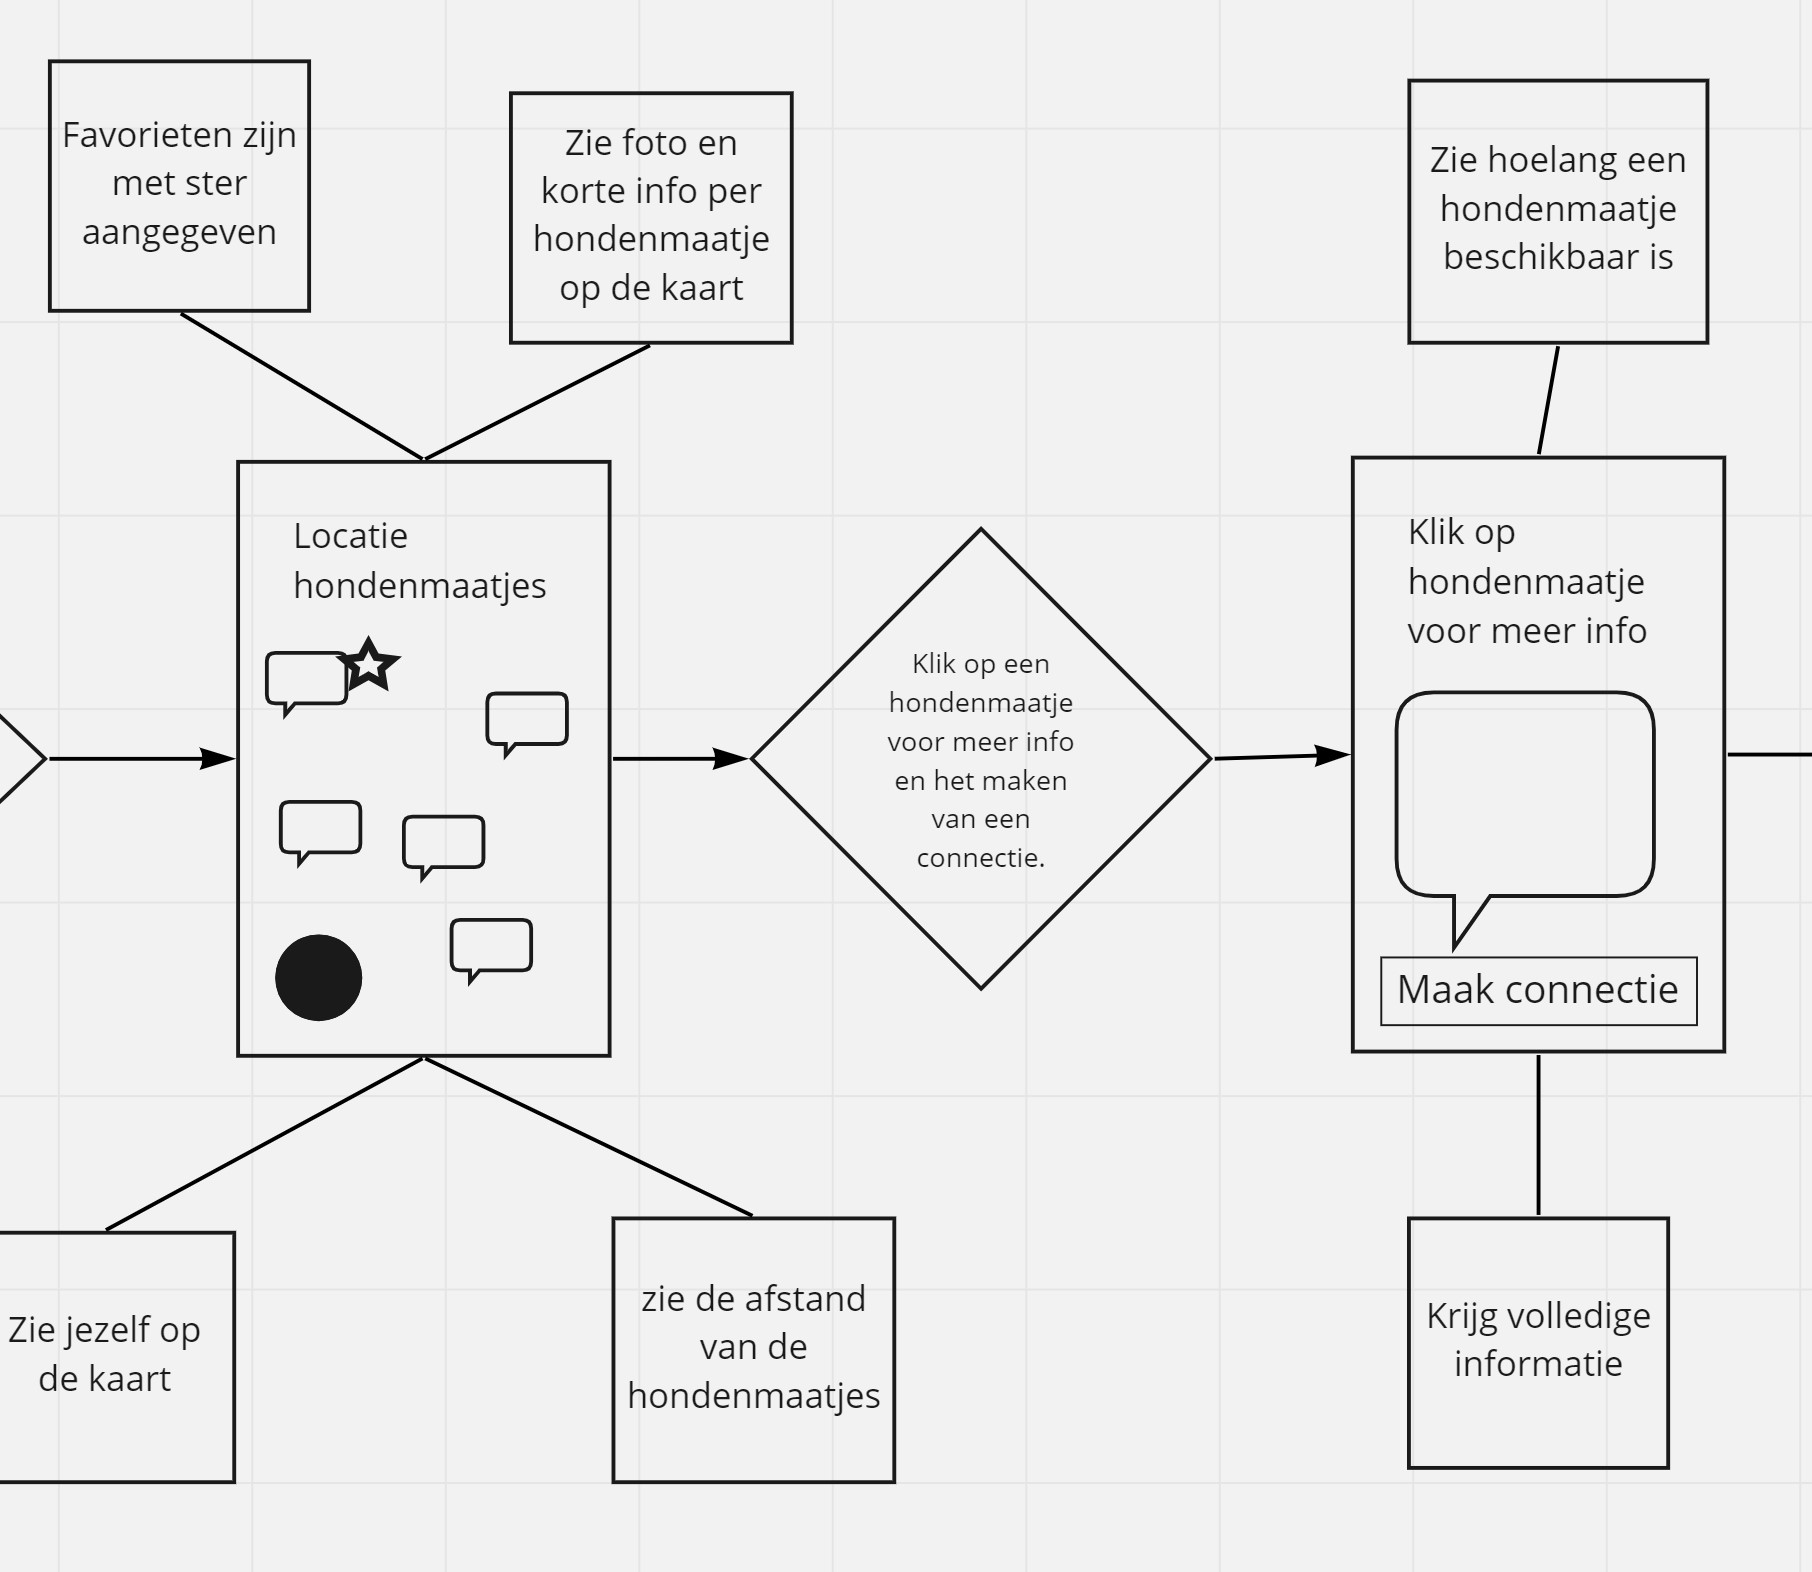 Favorieten zijn
met ster
aangegeven
Zie foto en
korte info per
hondenmaatje
op de kaart
Zie hoelang een
hondenmaatje
beschikbaar is
Locatie
hondenmaatjes
Klik op een
hondenmaatje
voor meer info
en het maken
van een
connectie.
Klik op
hondenmaatje
voor meer info
Maak connectie
Zie jezelf op
de kaart
zie de afstand
van de
hondenmaatjes
Krijg volledige
informatie